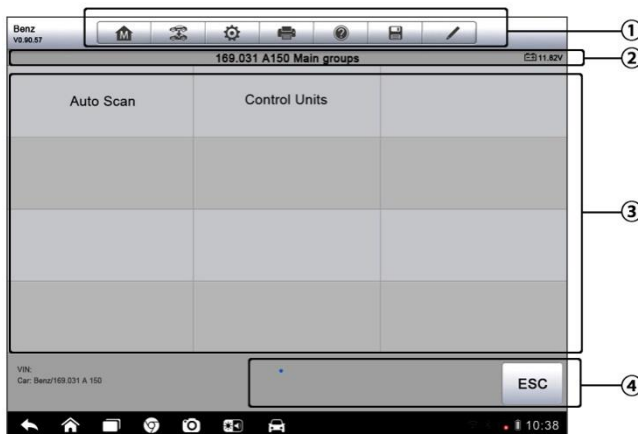 Benz
V0.90.57
M
①
169.031 A150 Main groups
11.82V
②
Auto Scan
Control Units
③
VIN:
Car: Benz/169.031 A 150
ESC
④
10:38